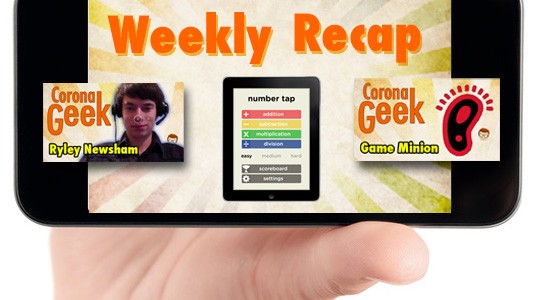 Weekly Recap
Corona
Geek
Ryley Newsham
number tap
+ addition
− subtraction
× multiplication
÷ division
easy medium hard
scoreboard
settings
Corona
Geek
Game Minion